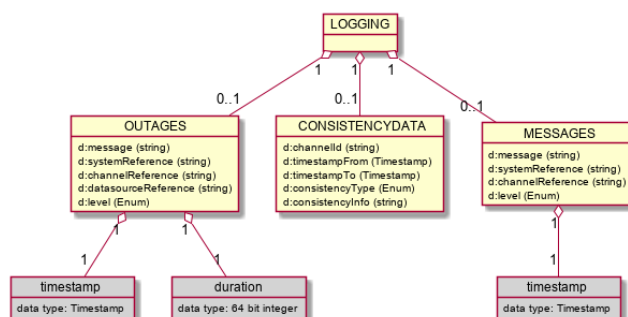 LOGGING
1
1
1
0..1
0..1
0..1
OUTAGES
d:message (string)
d:systemReference (string)
d:channelReference (string)
d:datasourceReference (string)
d:level (Enum)
CONSISTENCYDATA
d:channelId (string)
d:timestampFrom (Timestamp)
d:timestampTo (Timestamp)
d:consistencyType (Enum)
d:consistencyInfo (string)
MESSAGES
d:message (string)
d:systemReference (string)
d:channelReference (string)
d:level (Enum)
1
1
1
1
1
1
timestamp
data type: Timestamp
duration
data type: 64 bit integer
timestamp
data type: Timestamp